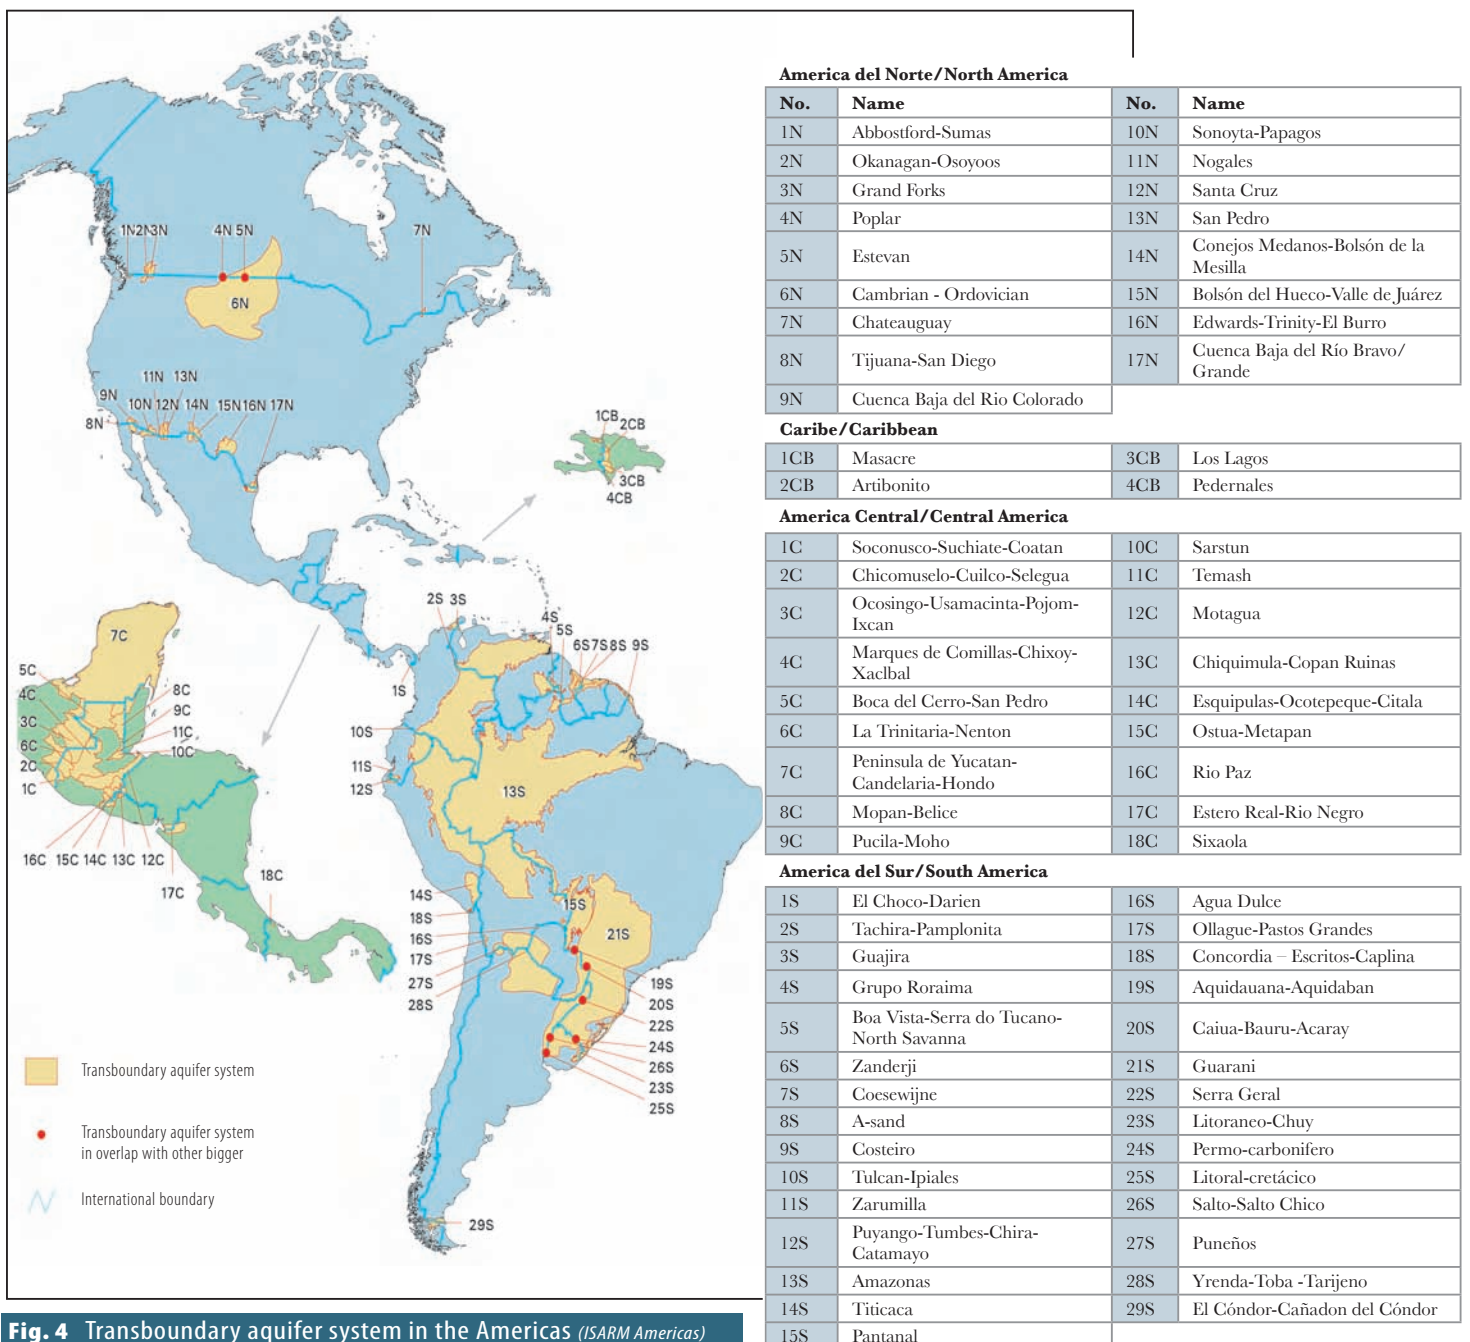 1N2N3N
4N 5N
7N
6N
11N 13N
9N
10N 12N 14N 15N16N 17N
8N
1CB
2CB
3CB
4CB
2S 3S
4S
5S
6S7S8S 9S
1S
10S
11S
12S
13S
14S
18S
16S
17S
27S
28S
15S
21S
19S
20S
22S
24S
26S
23S
25S
29S
7C
5C
4C
3C
6C
2C
1C
8C
9C
11C
10C
16C 15C 14C 13C 12C
17C
18C
Transboundary aquifer system
Transboundary aquifer system
in overlap with other bigger
International boundary
Fig. 4 Transboundary aquifer system in the Americas (ISARM Americas)
America del Norte/North America
No. Name No. Name
1N Abbostford-Sumas 10N Sonoyta-Papagos
2N Okanagan-Osoyoos 11N Nogales
3N Grand Forks 12N Santa Cruz
4N Poplar 13N San Pedro
5N Estevan 14N Conejos Medanos-Bolsón de la
Mesilla
6N Cambrian - Ordovician 15N Bolsón del Hueco-Valle de Juárez
7N Chateauguay 16N Edwards-Trinity-El Burro
8N Tijuana-San Diego 17N Cuenca Baja del Río Bravo/
Grande
9N Cuenca Baja del Rio Colorado
Caribe/Caribbean
1CB Masacre 3CB Los Lagos
2CB Artibonito 4CB Pedernales
America Central/Central America
1C Soconusco-Suchiate-Coatan 10C Sarstun
2C Chicomuselo-Cuilco-Selegua 11C Temash
3C Ocosingo-Usamacinta-Pojom-
Ixcan 12C Motagua
4C Marques de Comillas-Chixoy-
Xaclbal 13C Chiquimula-Copan Ruinas
5C Boca del Cerro-San Pedro 14C Esquipulas-Ocotepeque-Citala
6C La Trinitaria-Nenton 15C Ostua-Metapan
7C Peninsula de Yucatan-
Candelaria-Hondo 16C Rio Paz
8C Mopan-Belice 17C Estero Real-Rio Negro
9C Pucila-Moho 18C Sixaola
America del Sur/South America
1S El Choco-Darien 16S Agua Dulce
2S Tachira-Pamplonita 17S Ollague-Pastos Grandes
3S Guajira 18S Concordia – Escritos-Caplina
4S Grupo Roraima 19S Aquidauana-Aquidaban
5S Boa Vista-Serra do Tucano-
North Savanna 20S Caiua-Bauru-Acaray
6S Zanderji 21S Guarani
7S Coesewijne 22S Serra Geral
8S A-sand 23S Litoraneo-Chuy
9S Costeiro 24S Permo-carbonifero
10S Tulcan-Ipiales 25S Litoral-cretácico
11S Zarumilla 26S Salto-Salto Chico
12S Puyango-Tumbes-Chira-
Catamayo 27S Puneños
13S Amazonas 28S Yrenda-Toba -Tarijeno
14S Titicaca 29S El Cóndor-Cañadon del Cóndor
15S Pantanal